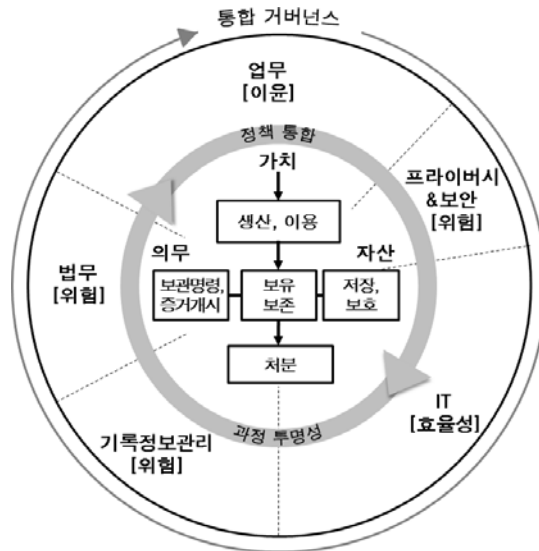 통합 거버넌스
업무
[이윤]
정책 통합
가치
프라이버시
&보안
[위험]
생산, 이용
의무
자산
법무
[위험]
보관명령,
증거개시
보유
보존
저장,
보호
처분
IT
[효율성]
과정 투명성
기록정보관리
[위험]